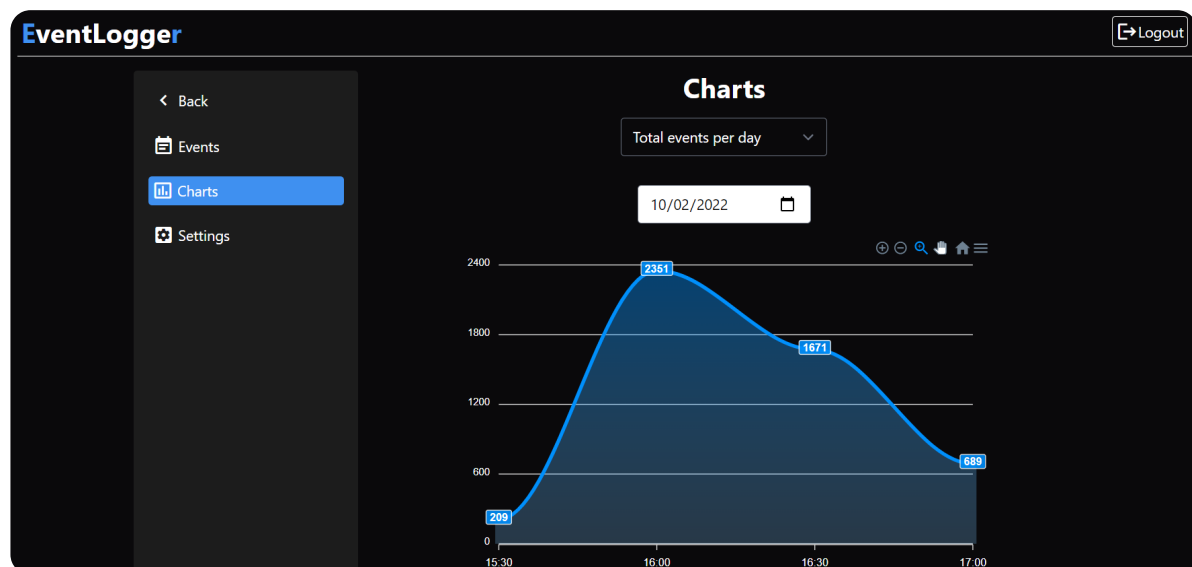 EventLogger
Logout
Back
Events
Charts
Settings
Charts
Total events per day
10/02/2022
2400
1800
1200
600
0
2351
1671
689
209
15:30
16:00
16:30
17:00